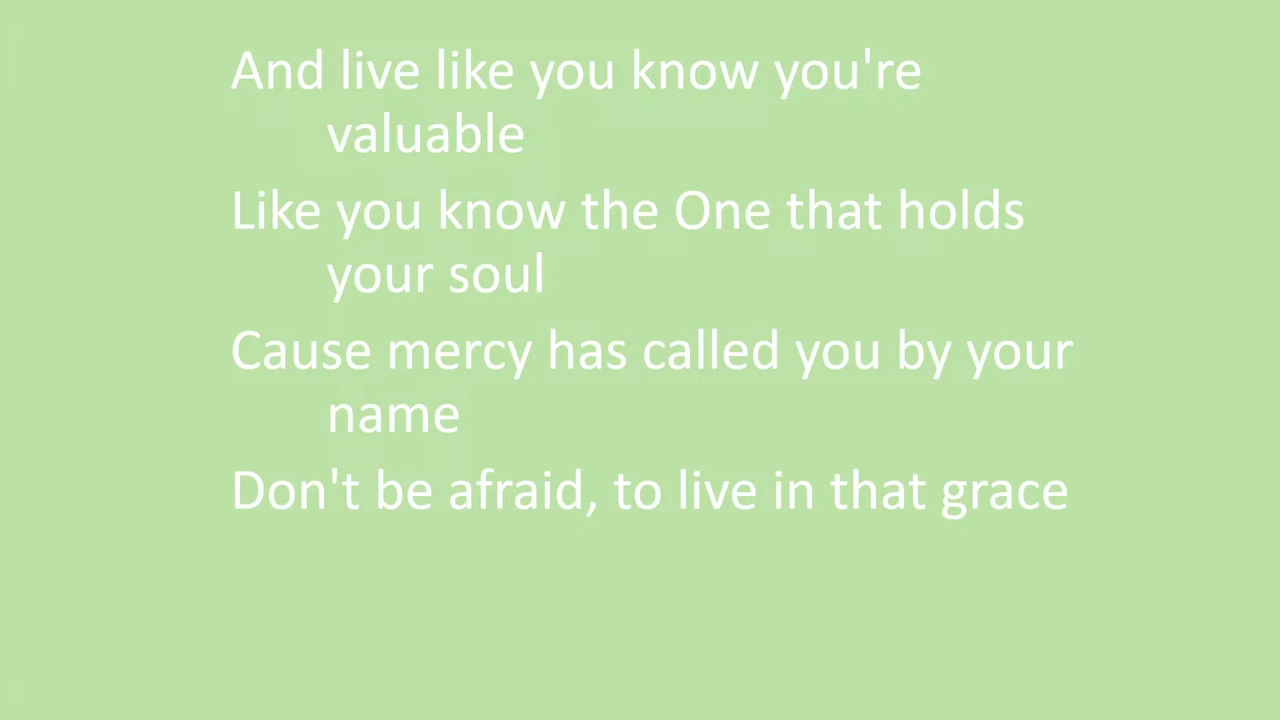 And live like you know you're
valuable
Like you know the One that holds
your soul
Cause mercy has called you by your
name
Don't be afraid, to live in that grace